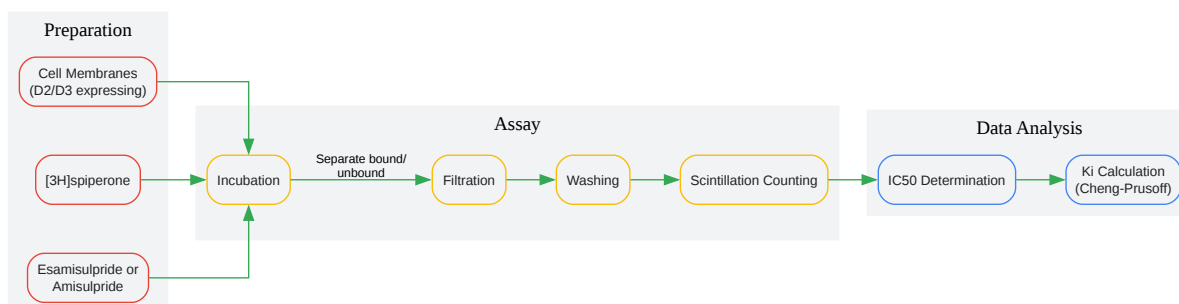 Preparation
Cell Membranes
(D2/D3 expressing)
[3H]spiperone
Esamisulpride or
Amisulpride
Assay
Incubation
Separate bound/
unbound
Filtration
Washing
Scintillation Counting
Data Analysis
IC50 Determination
Ki Calculation
(Cheng-Prusoff)